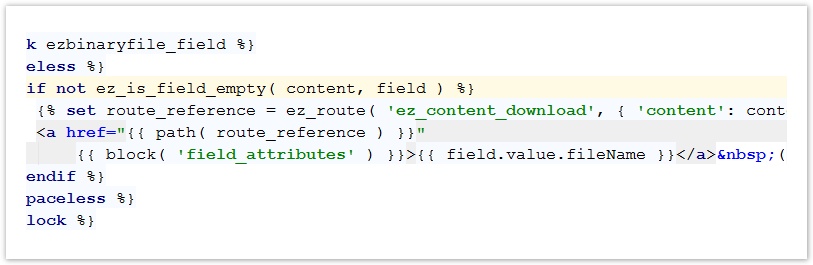 k ezbinaryfile_field %}
eless %}
if not ez_is_field_empty( content, field ) %}
{% set route_reference = ez_route( 'ez_content_download', { 'content': cont
<a href="{{ path( route_reference ) }}"
{{ block( 'field_attributes' ) }}>{{ field.value.fileName }}</a>&nbsp;(
endif %}
paceless %}
lock %}